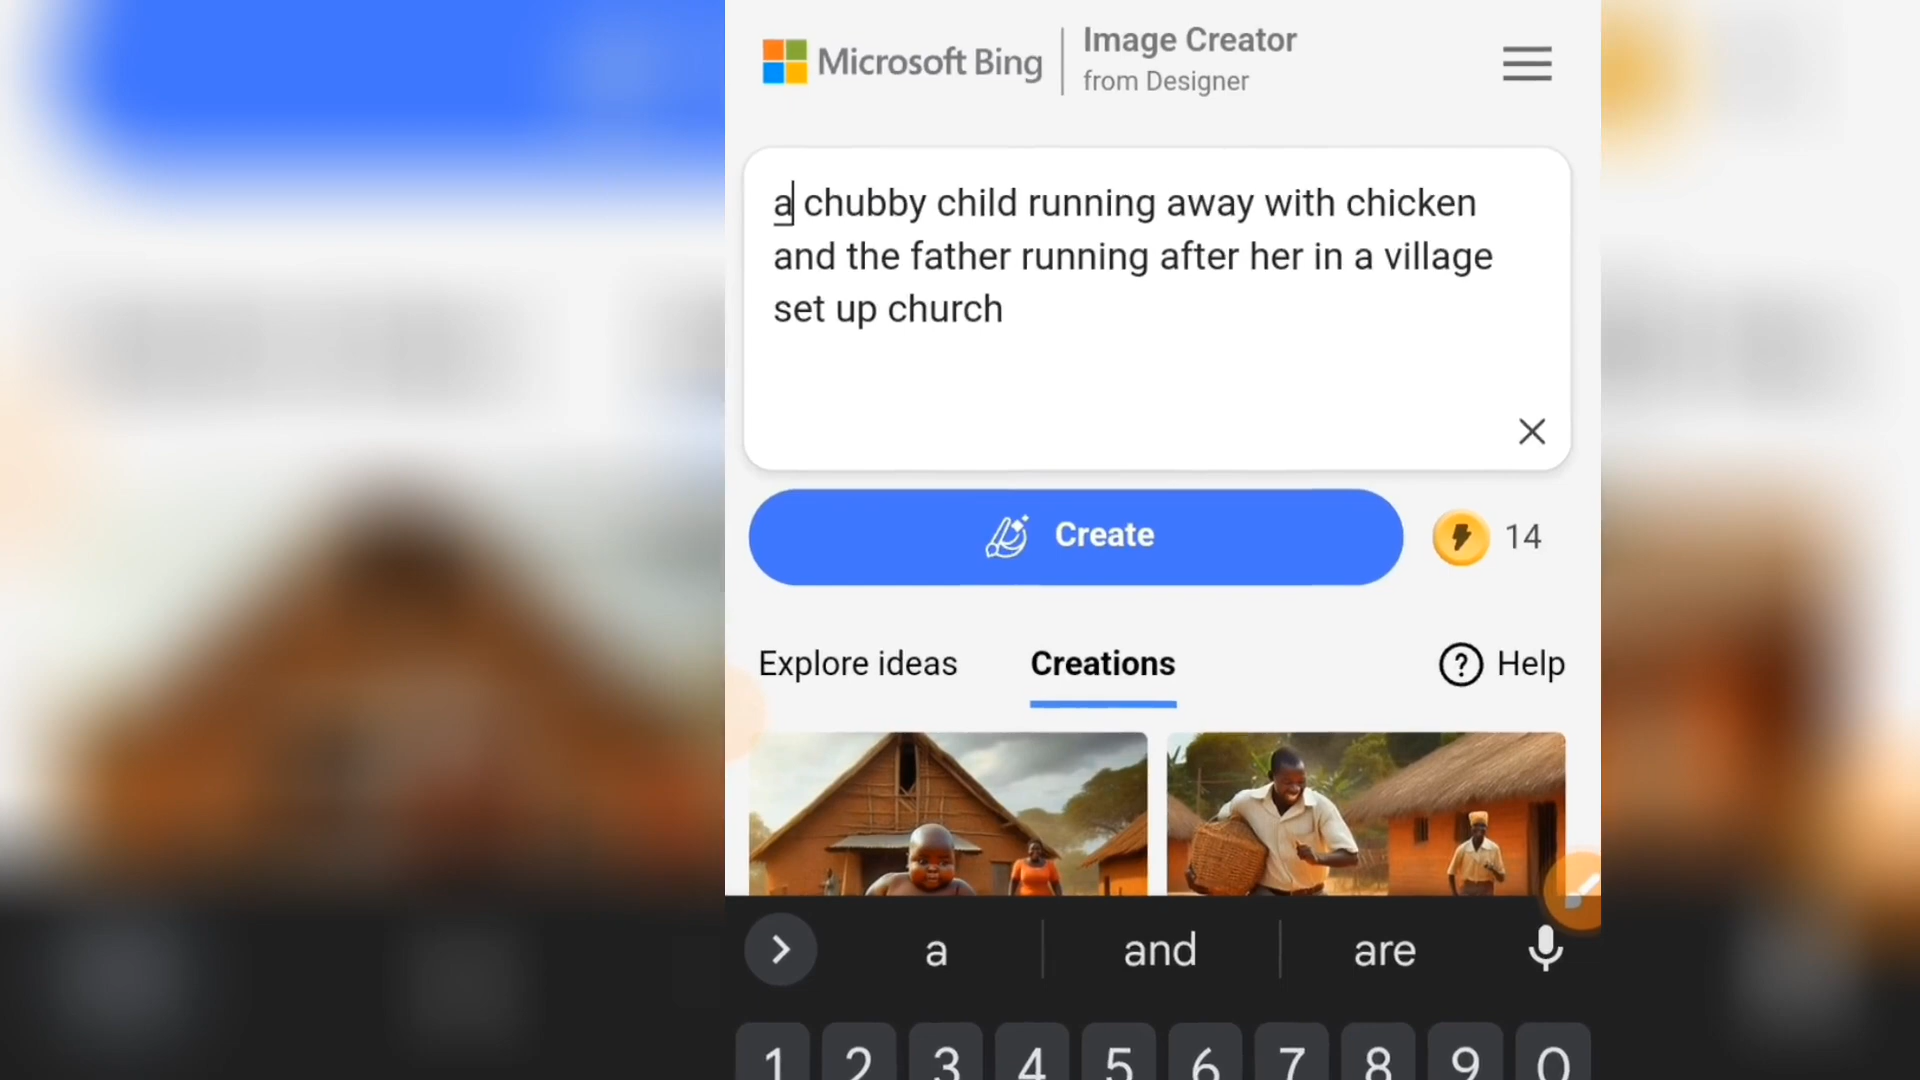 Microsoft Bing
Image Creator
from Designer
a chubby child running away with chicken
and the father running after her in a village
set up church
Create
14
Explore ideas
Creations
Help
a
and
are
1 2 3 4 5 6 7 8 9 0